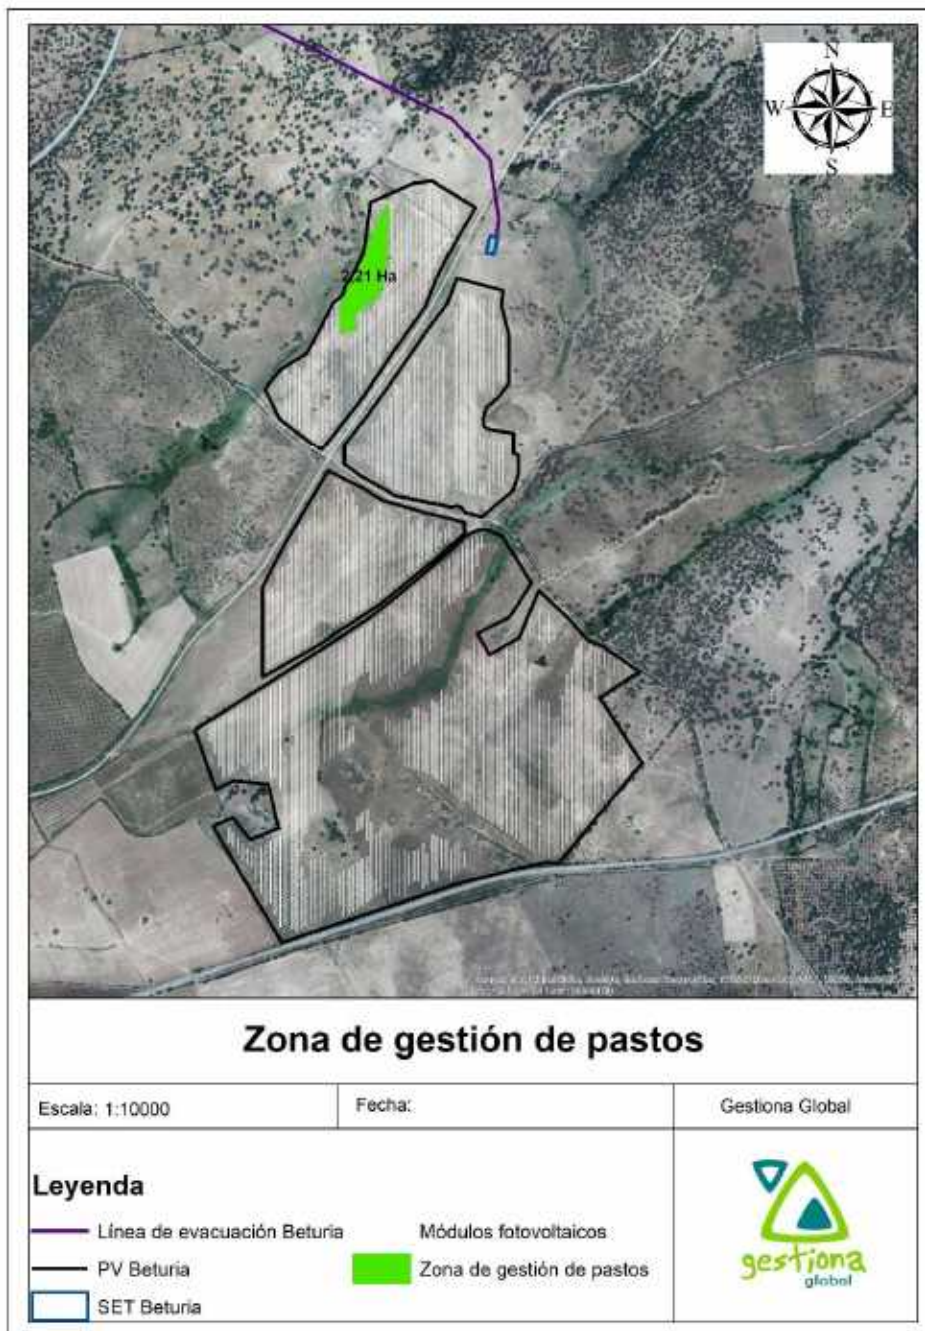 N
W E
S
2,21 Ha
Zona de gestión de pastos
Escala: 1:10000
Fecha:
Gestiona Global
Leyenda
Línea de evacuación Beturia
Módulos fotovoltaicos
PV Beturia
Zona de gestión de pastos
SET Beturia
gestiona
global